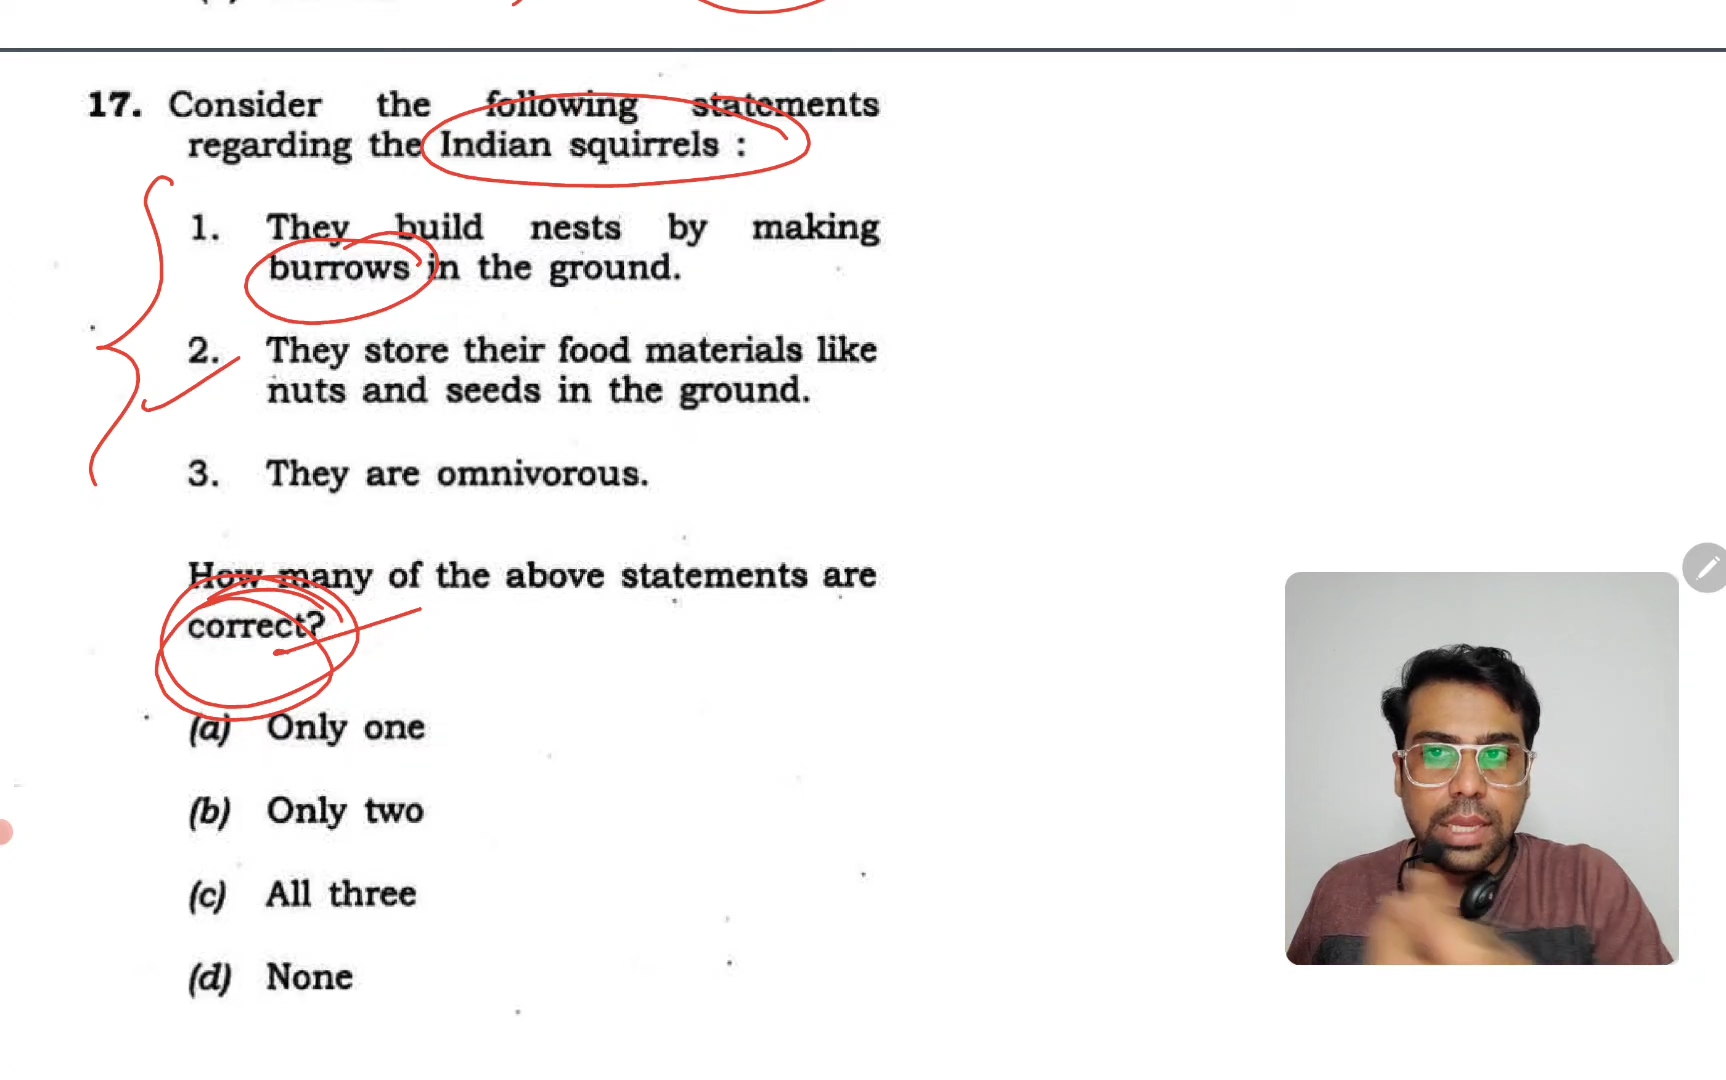 17. Consider the following statements
regarding the Indian squirrels :
1. They build nests by making
burrows in the ground.
2. They store their food materials like
nuts and seeds in the ground.
3. They are omnivorous.
How many of the above statements are
correct?
(a) Only one
(b) Only two
(c) All three
(d) None